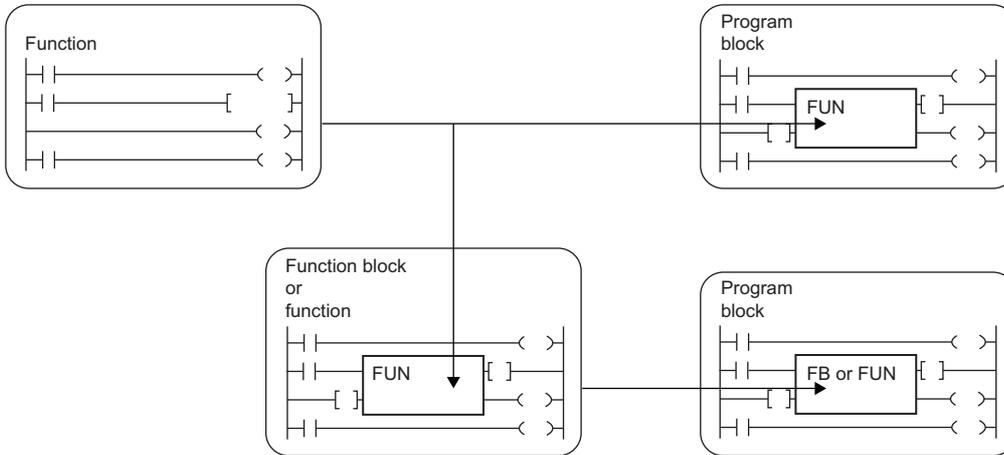 Function
Program
block
FUN
Function block
or
function
FUN
Program
block
FB or FUN